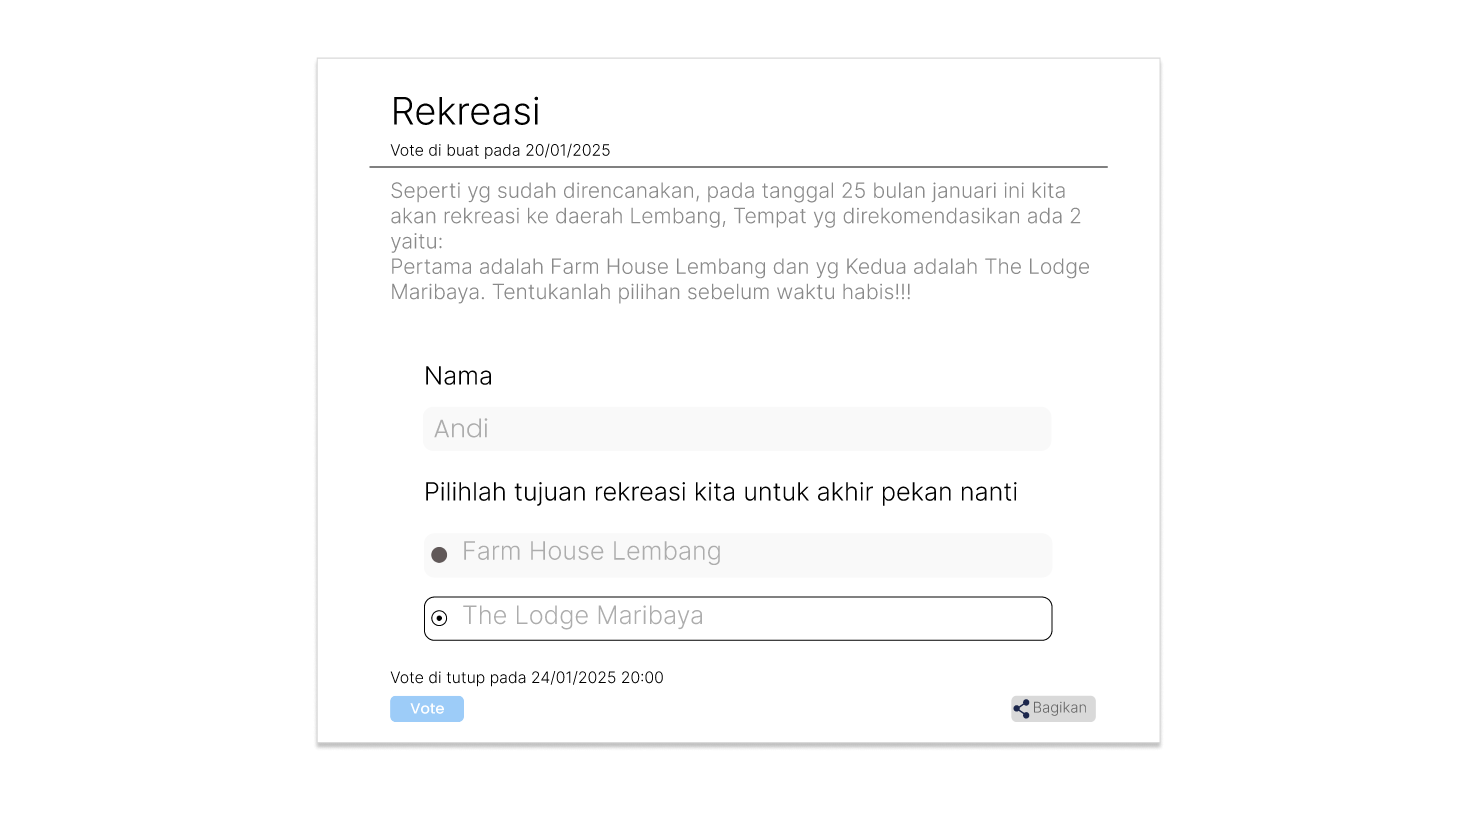 Rekreasi
Vote di buat pada 20/01/2025
Seperti yg sudah direncanakan, pada tanggal 25 bulan januari ini kita
akan rekreasi ke daerah Lembang, Tempat yg direkomendasikan ada 2
yaitu:
Pertama adalah Farm House Lembang dan yg Kedua adalah The Lodge
Maribaya. Tentukanlah pilihan sebelum waktu habis!!!
Nama
Andi
Pilihlah tujuan rekreasi kita untuk akhir pekan nanti
Farm House Lembang
The Lodge Maribaya
Vote di tutup pada 24/01/2025 20:00
Vote
Bagikan